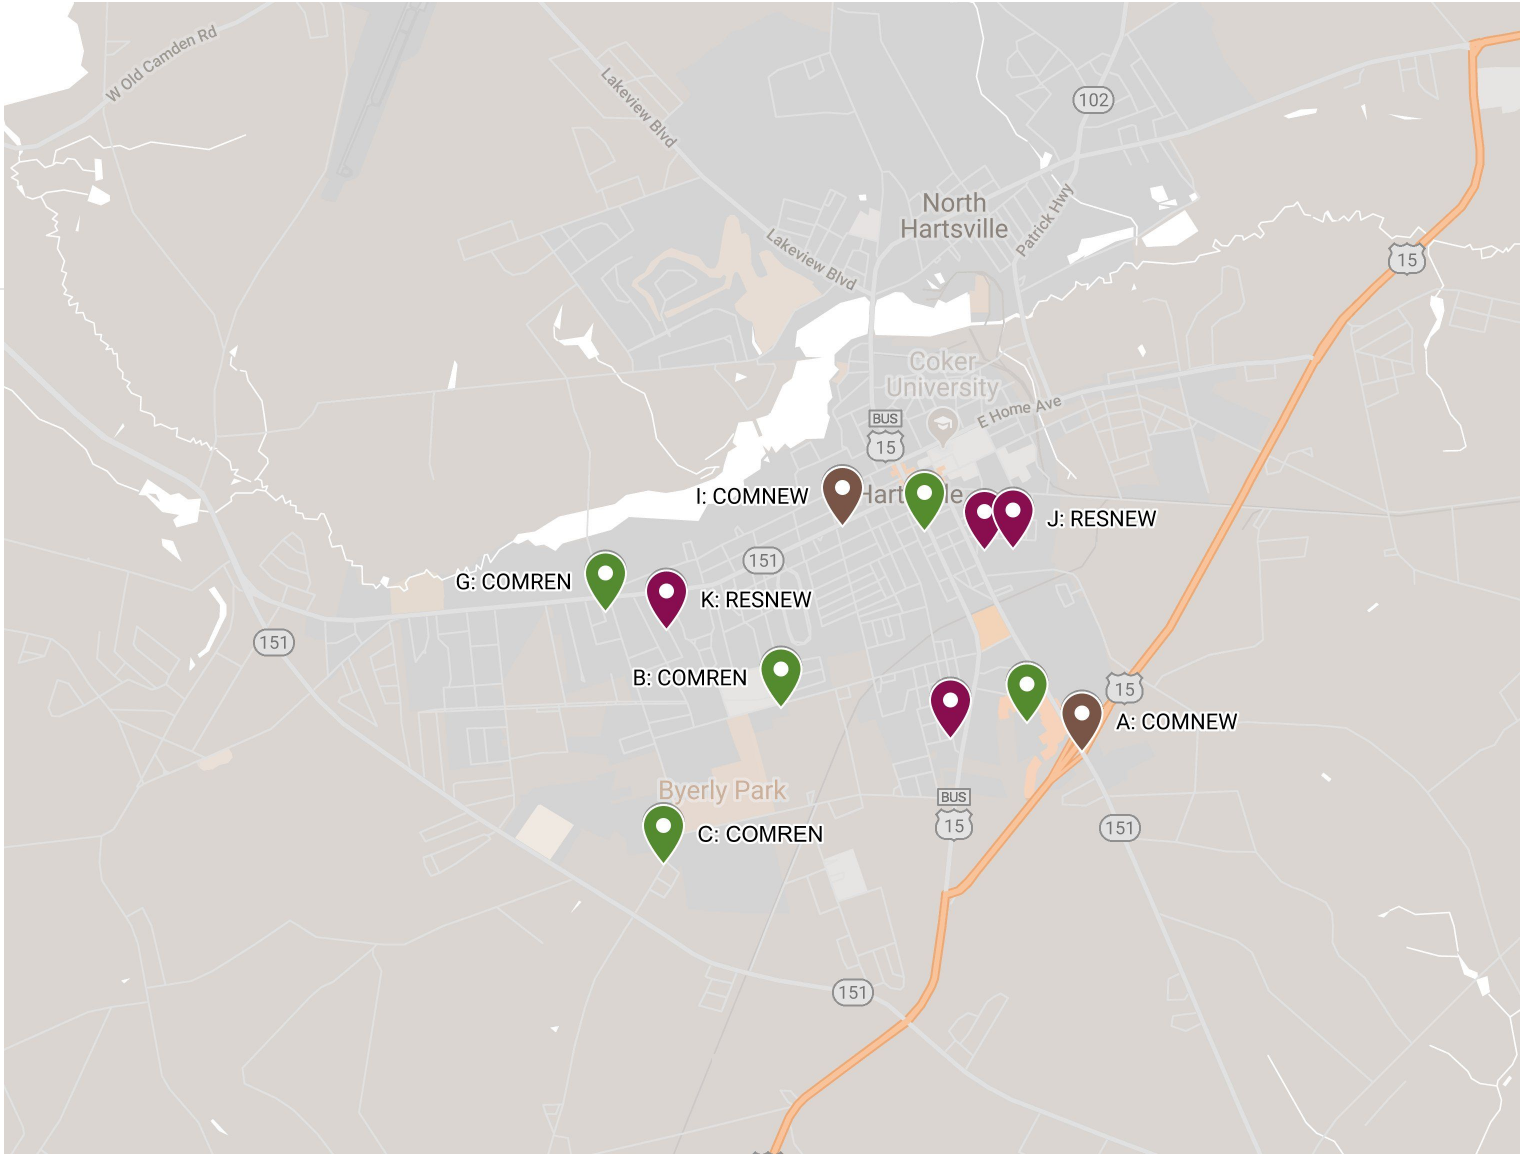 W Old Camden Rd
Lakeview Blvd
102
North
Hartsville
Patrick Hwy
Lakeview Blvd
15
Coker
University
E Home Ave
BUS
15
I: COMNEW
J: RESNEW
151
G: COMREN
K: RESNEW
151
B: COMREN
15
A: COMNEW
Byerly Park
BUS
15
151
C: COMREN
151